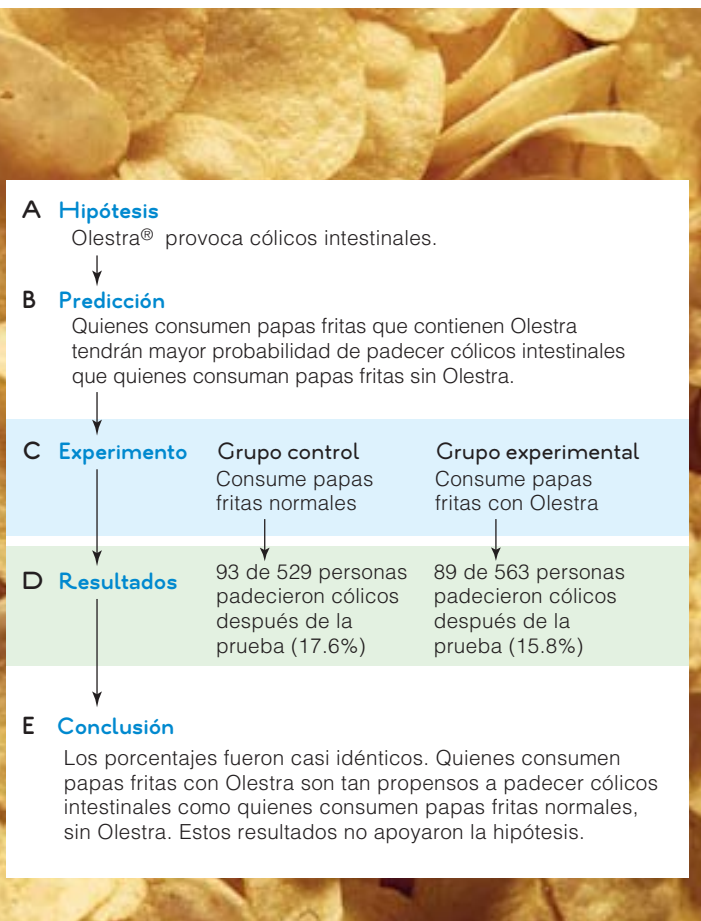 A Hipótesis
Olestra® provoca cólicos intestinales.
B Predicción
Quienes consumen papas fritas que contienen Olestra
tendrán mayor probabilidad de padecer cólicos intestinales
que quienes consuman papas fritas sin Olestra.
C Experimento
Grupo control
Consume papas
fritas normales
Grupo experimental
Consume papas
fritas con Olestra
D Resultados
93 de 529 personas
padecieron cólicos
después de la
prueba (17.6%)
89 de 563 personas
padecieron cólicos
después de la
prueba (15.8%)
E Conclusión
Los porcentajes fueron casi idénticos. Quienes consumen
papas fritas con Olestra son tan propensos a padecer cólicos
intestinales como quienes consumen papas fritas normales,
sin Olestra. Estos resultados no apoyaron la hipótesis.